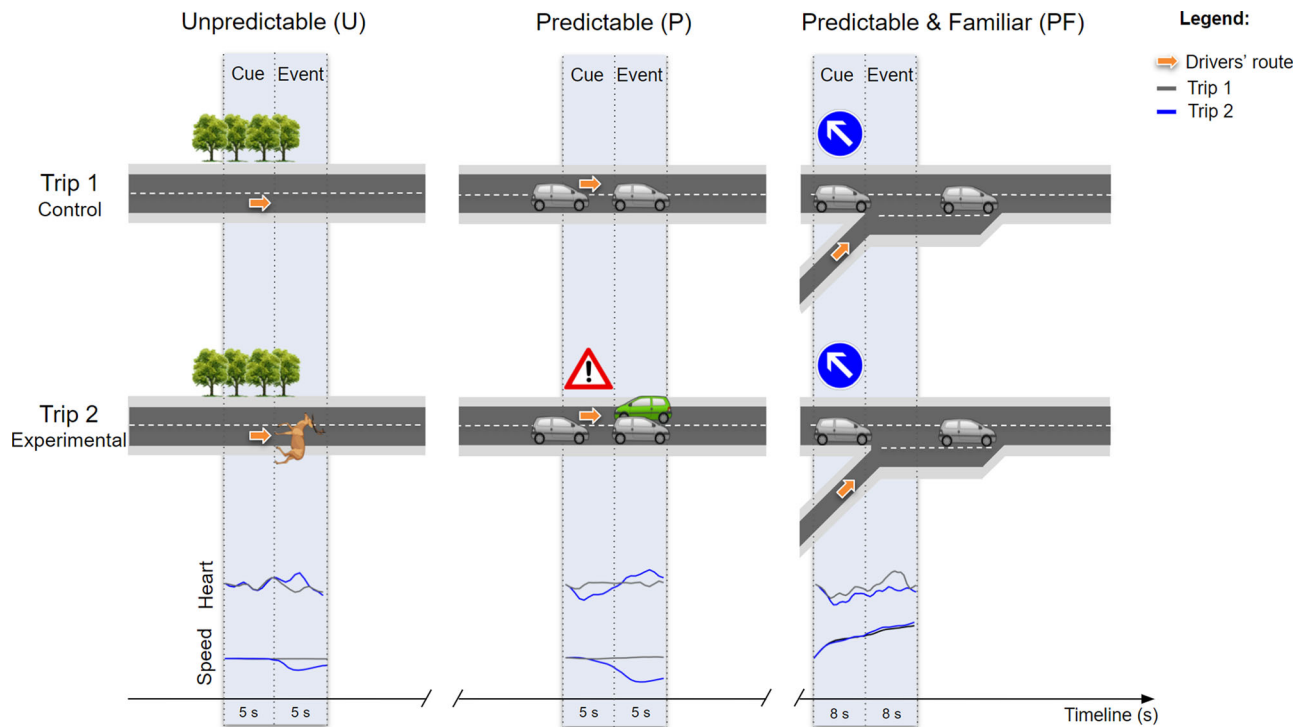 Unpredictable (U)
Predictable (P)
Predictable & Familiar (PF)
Legend:
Drivers' route
Trip 1
Trip 2
Cue Event
Cue Event
Cue Event
Trip 1
Control
!
Trip 2
Experimental
!
Heart
Speed
5 s 5 s
5 s 5 s
8 s 8 s
Timeline (s)